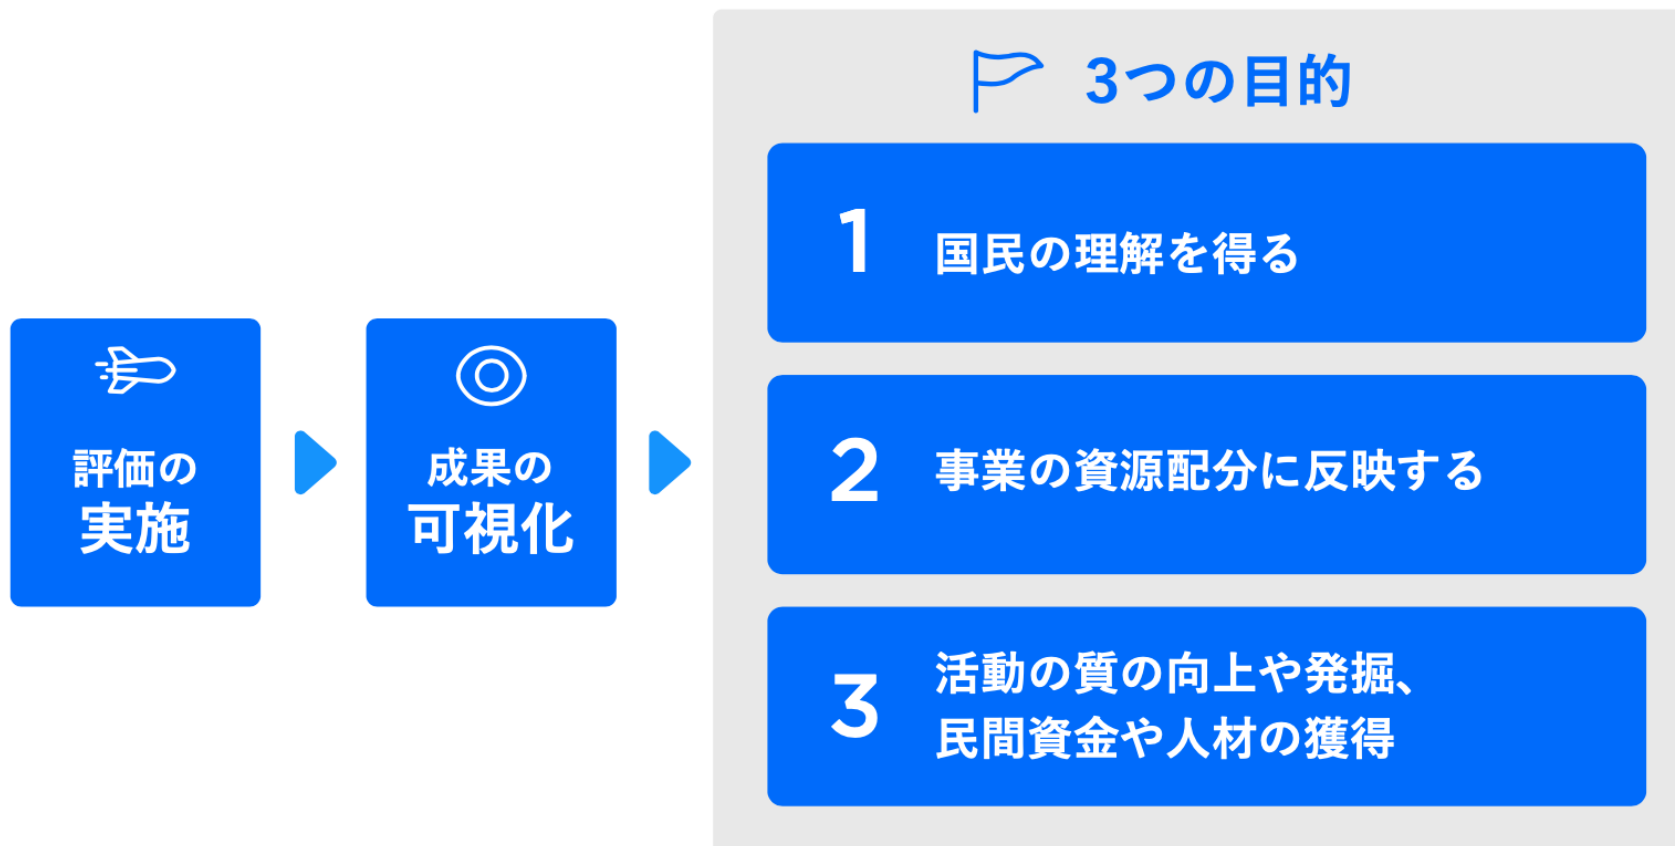 評価の
実施
成果の
可視化
3つの目的
1
国民の理解を得る
2
事業の資源配分に反映する
3
活動の質の向上や発掘、
民間資金や人材の獲得